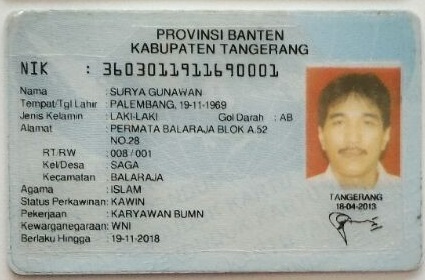 PROVINSI BANTEN
KABUPATEN TANGERANG
NIK : 3603011911690001
Nama : SURYA GUNAWAN
Tempat/Tgl Lahir : PALEMBANG, 19-11-1969
Jenis Kelamin : LAKI-LAKI Gol Darah : AB
Alamat : PERMATA BALARAJA BLOK A.52
NO.28
RT/RW : 008 / 001
Kel/Desa : SAGA
Kecamatan : BALARAJA
Agama : ISLAM
Status Perkawinan: KAWIN
Pekerjaan : KARYAWAN BUMN
Kewarganegaraan: WNI
Berlaku Hingga : 19-11-2018
TANGERANG
18-04-2013